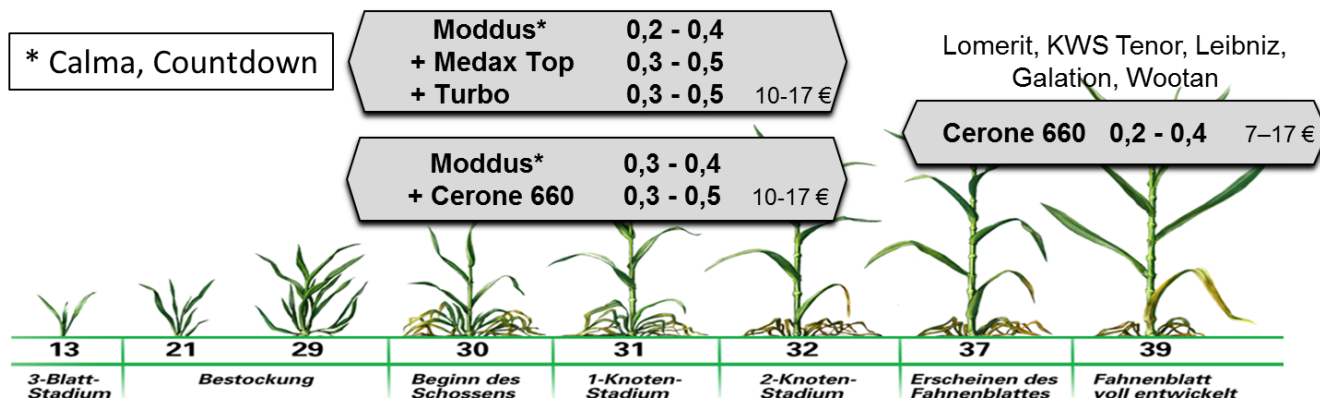 * Calma, Countdown
Moddus* 0,2 - 0,4
+ Medax Top 0,3 - 0,5
+ Turbo 0,3 - 0,5 10-17 €
Moddus* 0,3 - 0,4
+ Cerone 660 0,3 - 0,5 10-17 €
Lomerit, KWS Tenor, Leibniz,
Galation, Wootan
Cerone 660 0,2 - 0,4 7–17 €
13 21 29 30 31 32 37 39
3-Blatt- Bestockung Beginn des 1-Knoten- 2-Knoten- Erscheinen des Fahnenblatt
Stadium Schossens Stadium Stadium Fahnenblattes voll entwickelt